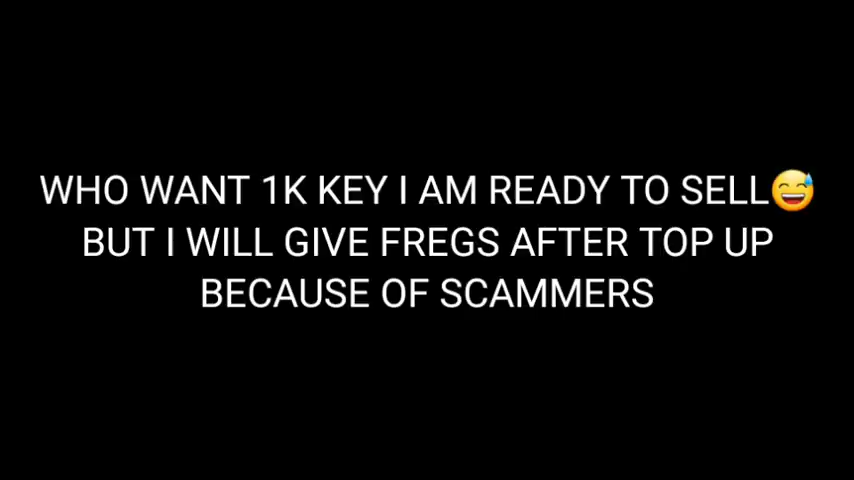 WHO WANT 1K KEY I AM READY TO SELL😅
BUT I WILL GIVE FREGS AFTER TOP UP
BECAUSE OF SCAMMERS